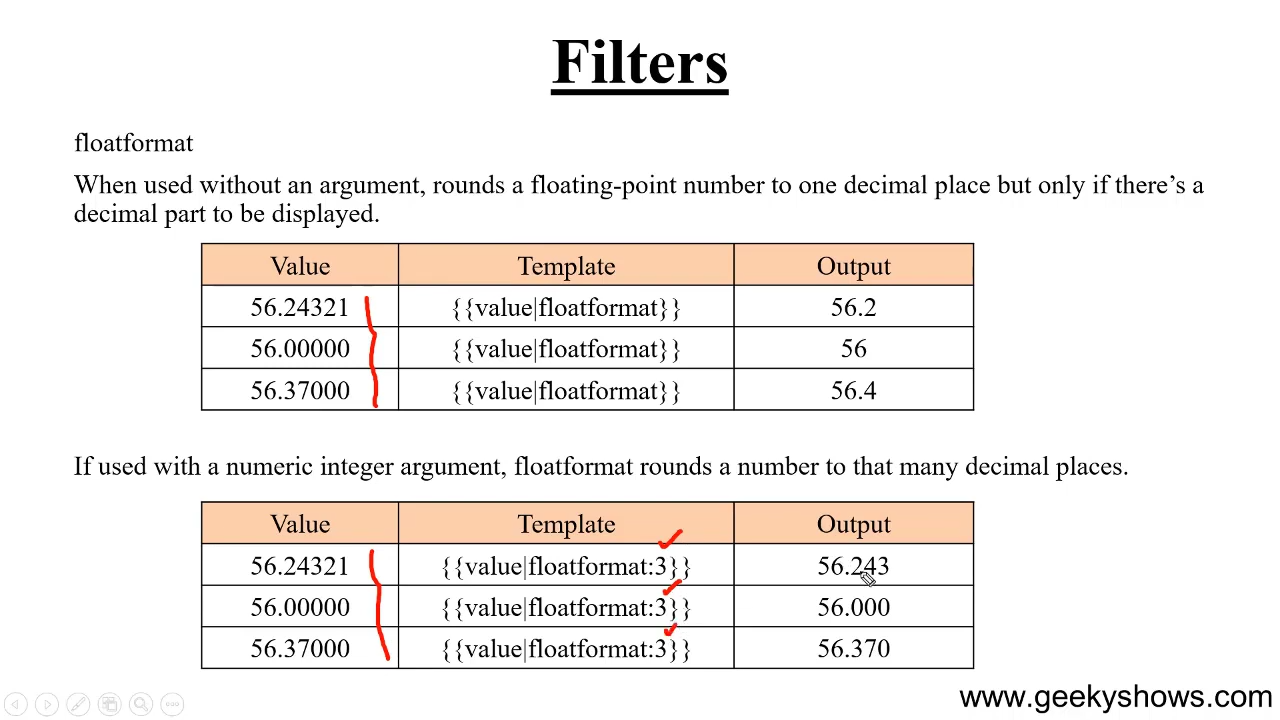 Filters
floatformat
When used without an argument, rounds a floating-point number to one decimal place but only if there’s a
decimal part to be displayed.
Value Template Output
56.24321 {{value|floatformat}} 56.2
56.00000 {{value|floatformat}} 56
56.37000 {{value|floatformat}} 56.4
If used with a numeric integer argument, floatformat rounds a number to that many decimal places.
Value Template Output
56.24321 {{value|floatformat:3}} 56.243
56.00000 {{value|floatformat:3}} 56.000
56.37000 {{value|floatformat:3}} 56.370
www.geekyshows.com